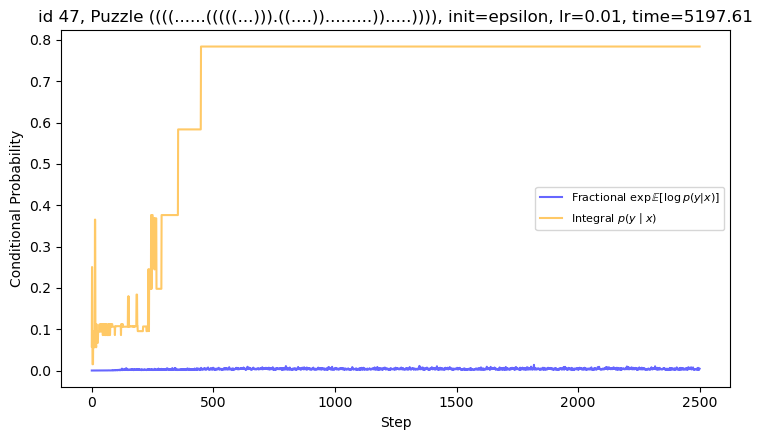 id 47, Puzzle ((((......(((((...))).((....)).........)).....)))), init=epsilon, lr=0.01, time=5197.61
Conditional Probability
0.8
0.7
0.6
0.5
0.4
0.3
0.2
0.1
0.0
Fractional exp𝔼[log p(y|x)]
Integral p(y | x)
0 500 1000 1500 2000 2500
Step